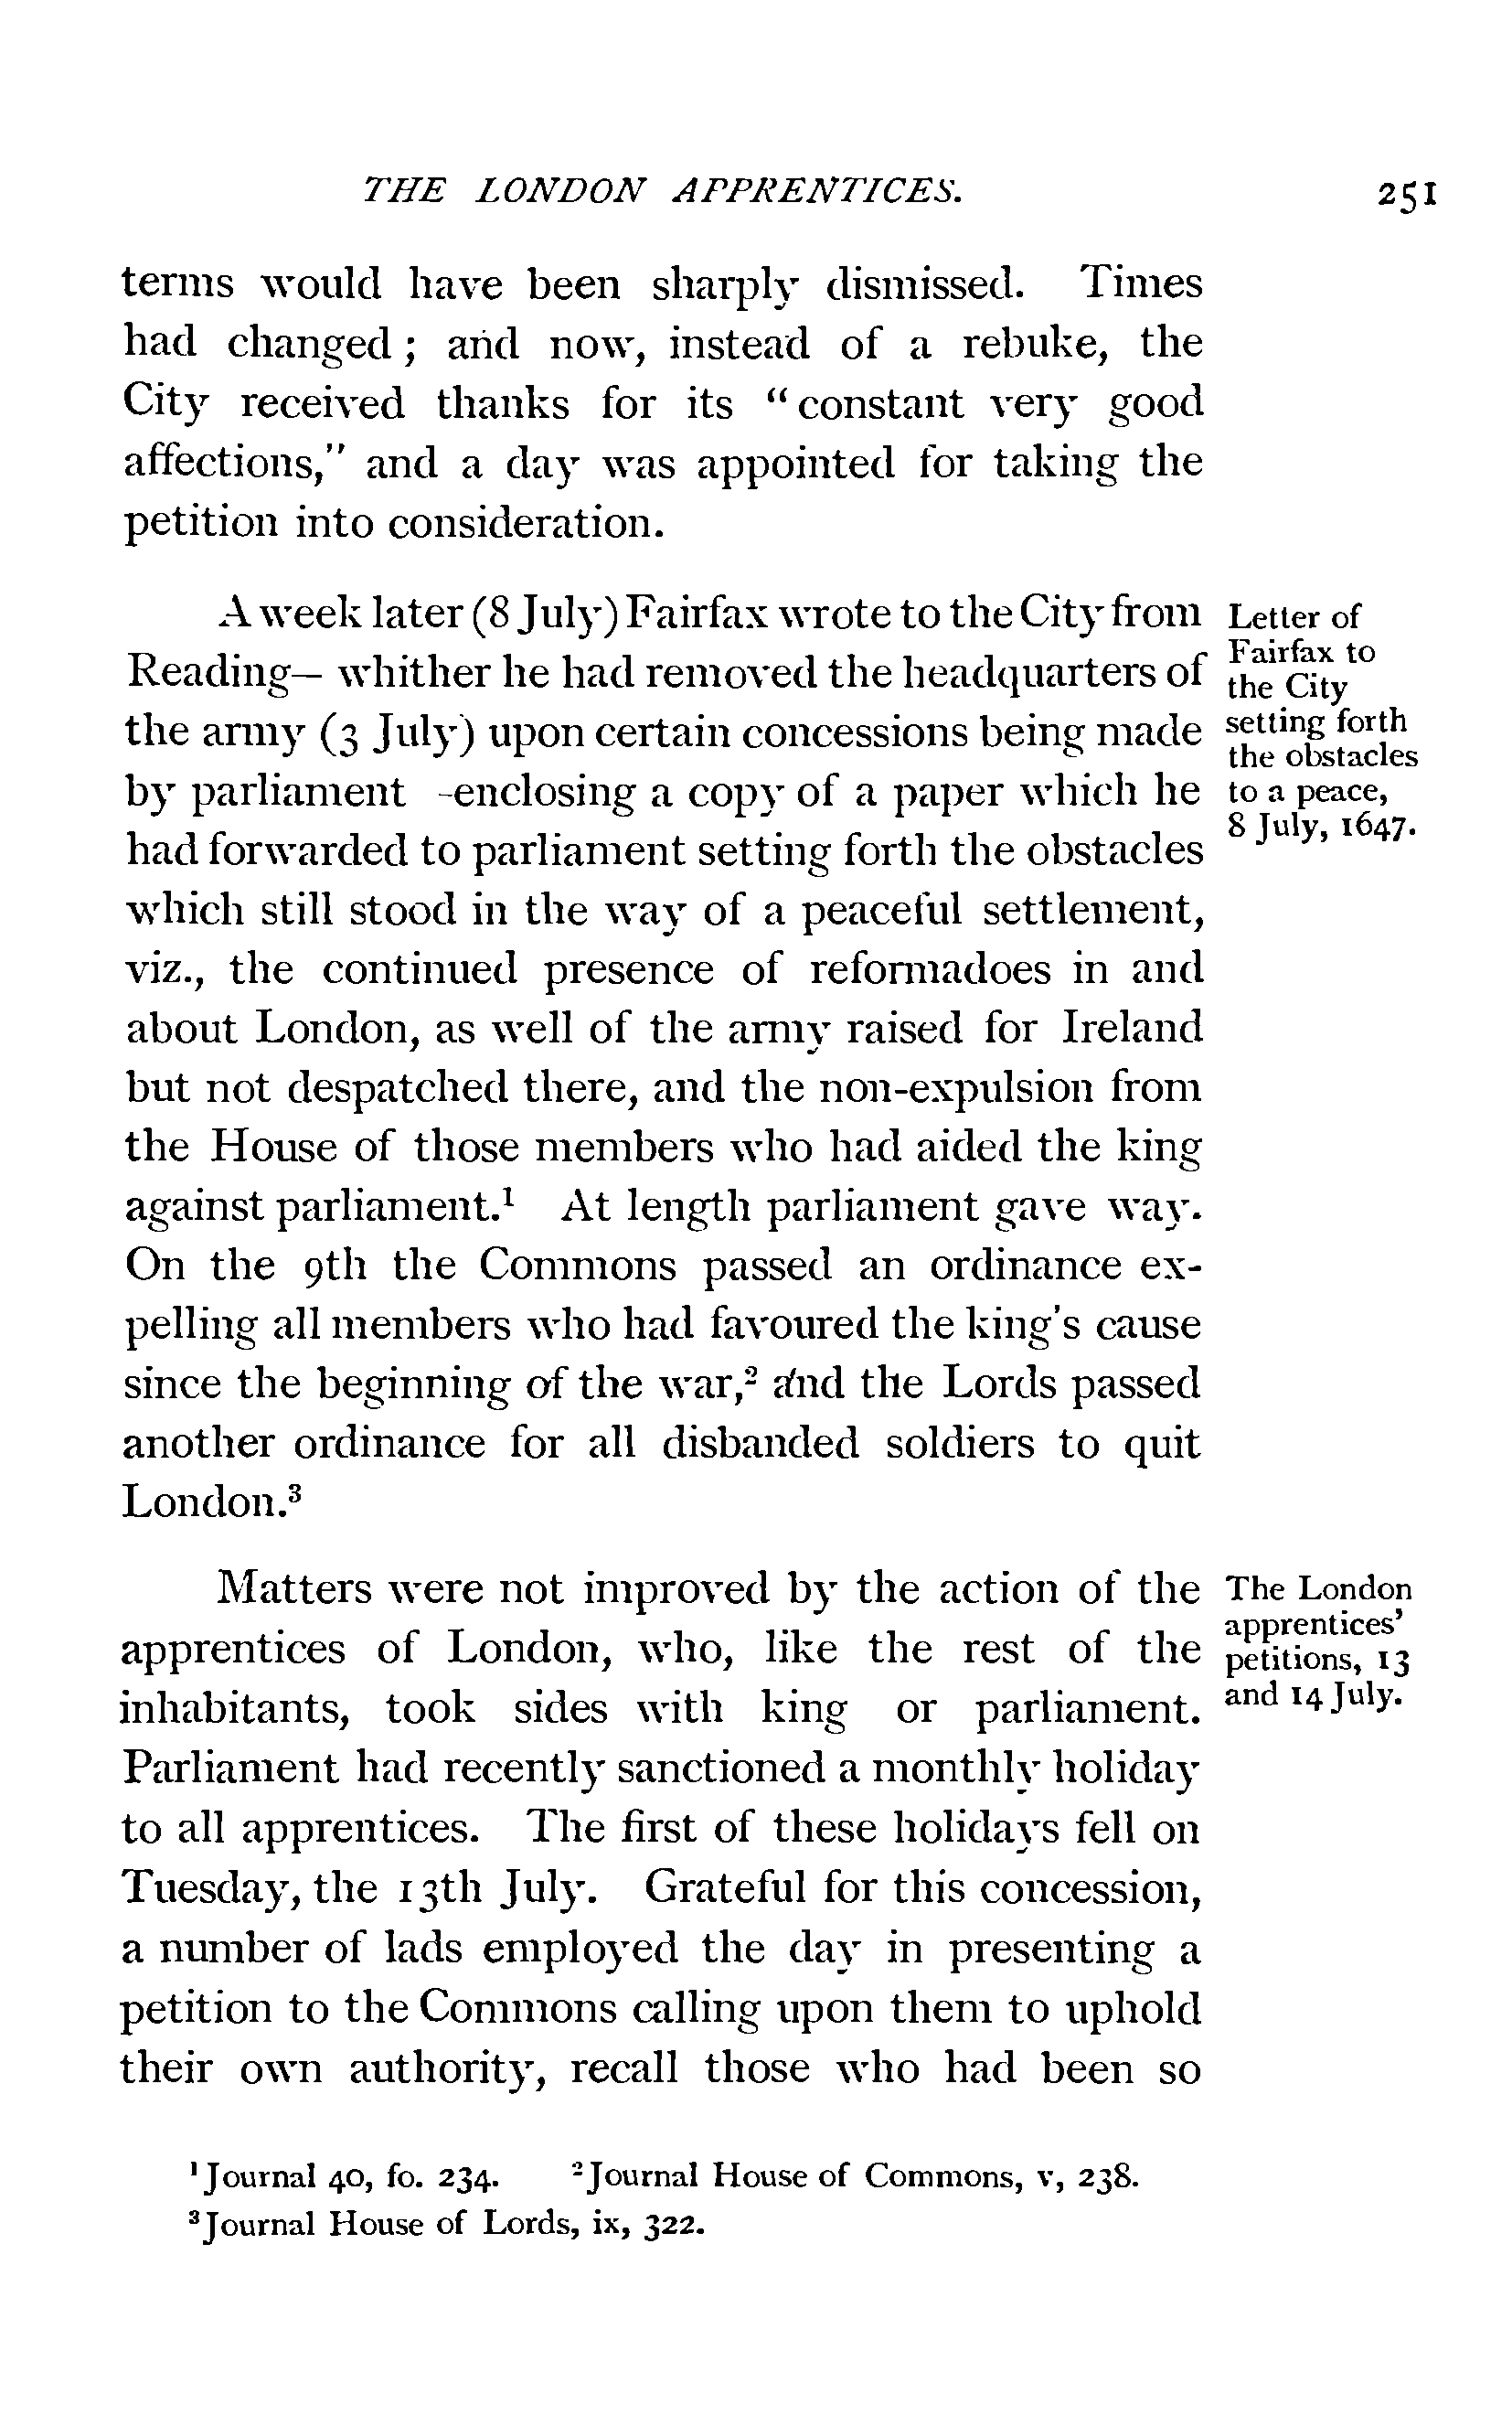 THE LONDON APPRENTICES. 251
terms would have been sharply dismissed. Times
had changed; and now, instead of a rebuke, the
City received thanks for its "constant very good
affections," and a day was appointed for taking the
petition into consideration.
A week later (8 July) Fairfax wrote to the City from
Reading— whither he had removed the headquarters of
the army (3 July) upon certain concessions being made
by parliament -enclosing a copy of a paper which he
had forwarded to parliament setting forth the obstacles
which still stood in the way of a peaceful settlement,
viz., the continued presence of reformadoes in and
about London, as well of the army raised for Ireland
but not despatched there, and the non-expulsion from
the House of those members who had aided the king
against parliament.¹ At length parliament gave way.
On the 9th the Commons passed an ordinance ex-
pelling all members who had favoured the king's cause
since the beginning of the war,² and the Lords passed
another ordinance for all disbanded soldiers to quit
London.³
Letter of
Fairfax to
the City
setting forth
the obstacles
to a peace,
8 July, 1647.
Matters were not improved by the action of the
apprentices of London, who, like the rest of the
inhabitants, took sides with king or parliament.
Parliament had recently sanctioned a monthly holiday
to all apprentices. The first of these holidays fell on
Tuesday, the 13th July. Grateful for this concession,
a number of lads employed the day in presenting a
petition to the Commons calling upon them to uphold
their own authority, recall those who had been so
The London
apprentices'
petitions, 13
and 14 July.
¹Journal 40, fo. 234. ²Journal House of Commons, v, 238.
³Journal House of Lords, ix, 322.